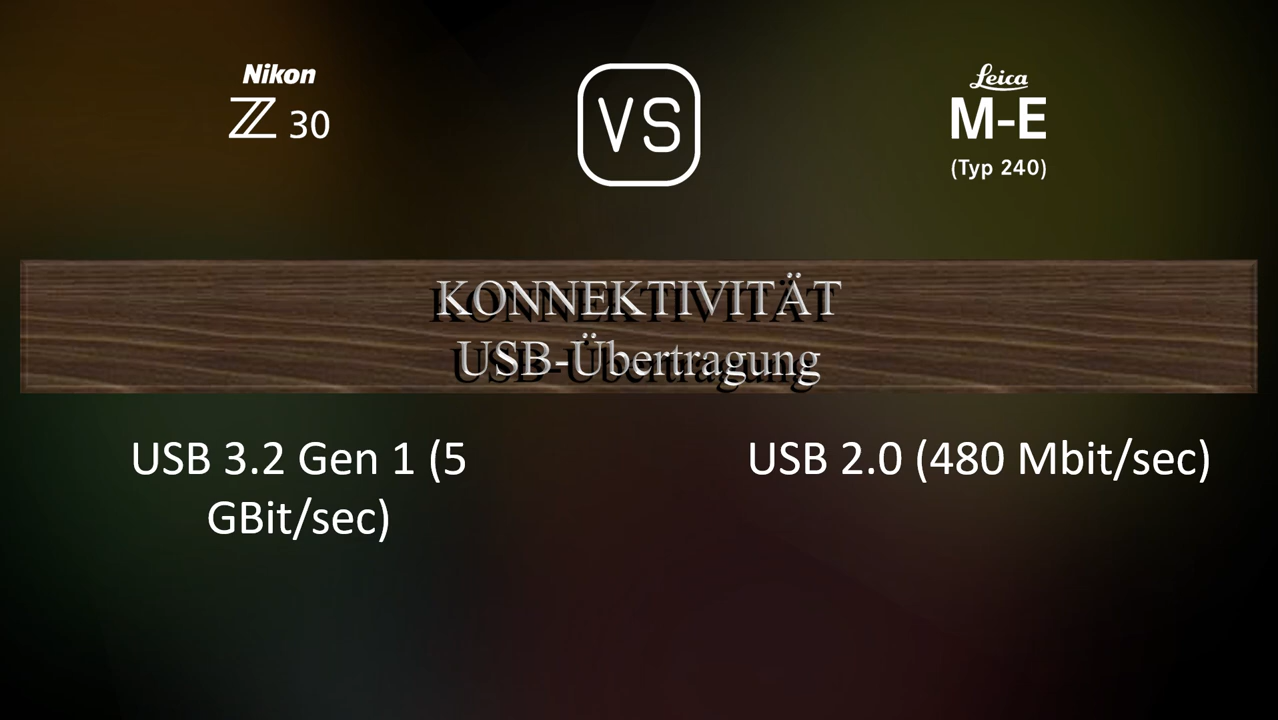 Nikon
Z 30
VS
Leica
M-E
(Typ 240)
KONNEKTIVITÄT
USB-Übertragung
USB 3.2 Gen 1 (5
GBit/sec)
USB 2.0 (480 Mbit/sec)